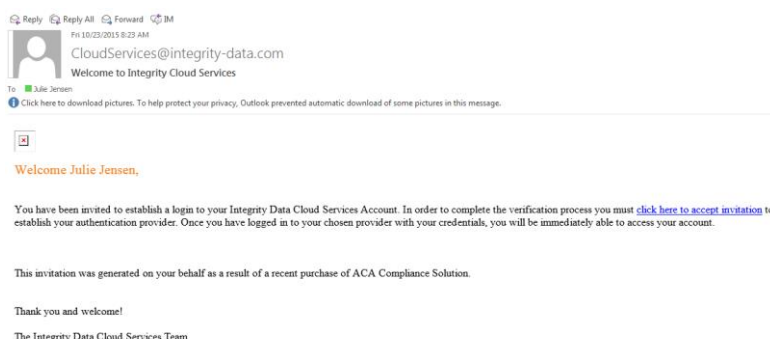 Reply Reply All Forward IM
Fri 10/23/2015 8:23 AM
CloudServices@integrity-data.com
Welcome to Integrity Cloud Services
To Julie Jensen
Click here to download pictures. To help protect your privacy, Outlook prevented automatic download of some pictures in this message.
Welcome Julie Jensen,
You have been invited to establish a login to your Integrity Data Cloud Services Account. In order to complete the verification process you must click here to accept invitation to
establish your authentication provider. Once you have logged in to your chosen provider with your credentials, you will be immediately able to access your account.
This invitation was generated on your behalf as a result of a recent purchase of ACA Compliance Solution.
Thank you and welcome!
The Integrity Data Cloud Services Team